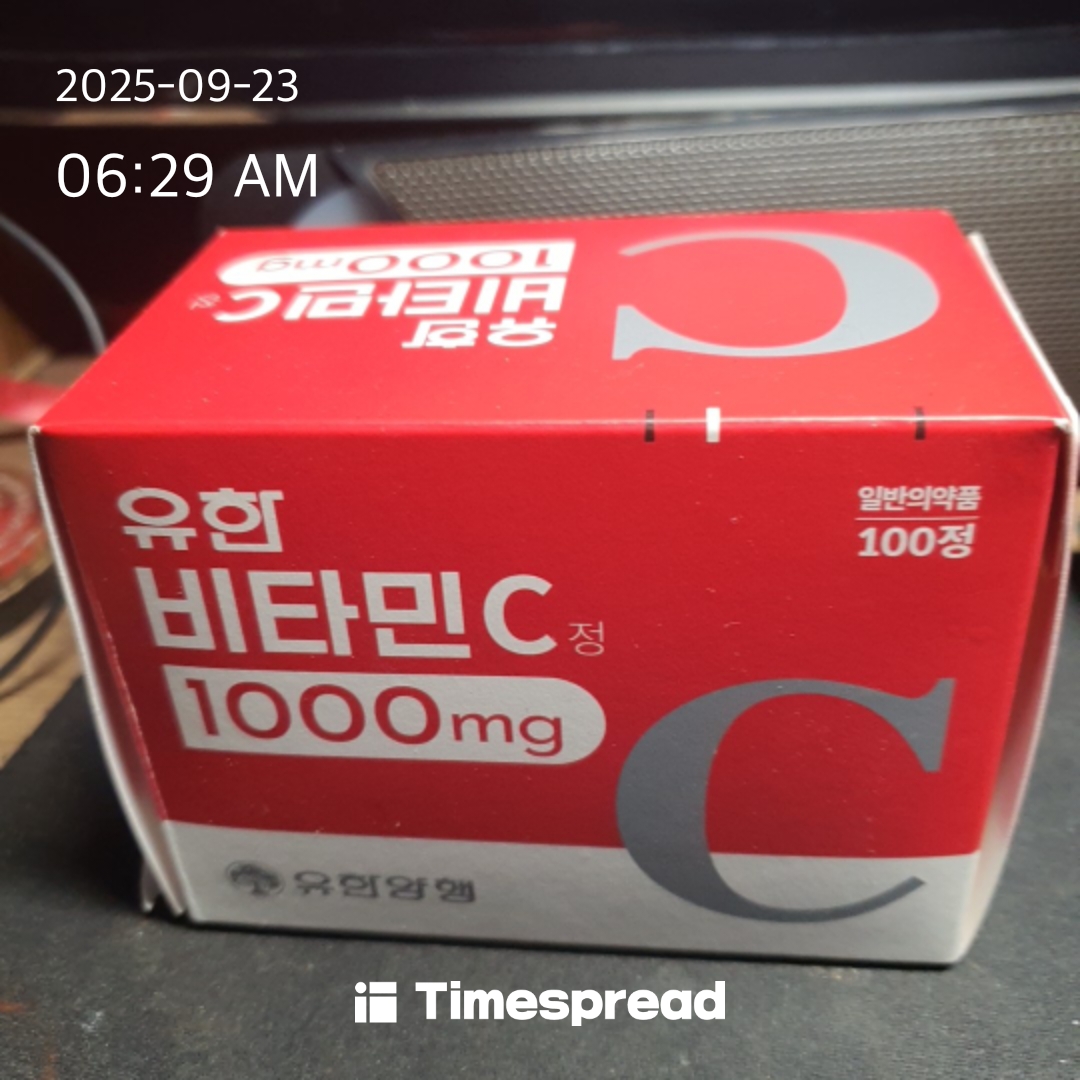 2025-09-23
06:29 AM
1000mg
비타민C정
유한
유한
비타민C정
1000mg
일반의약품
100정
유한양행
Timespread